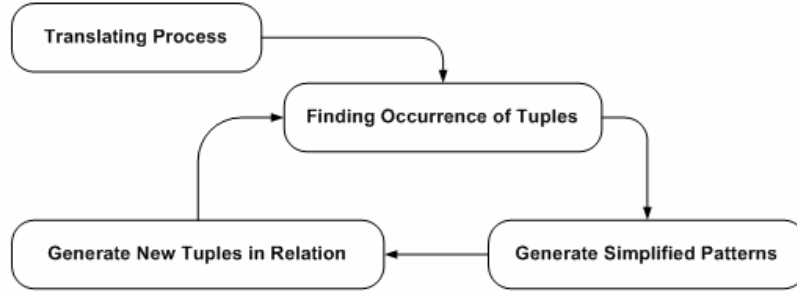 Translating Process
Finding Occurrence of Tuples
Generate New Tuples in Relation
Generate Simplified Patterns